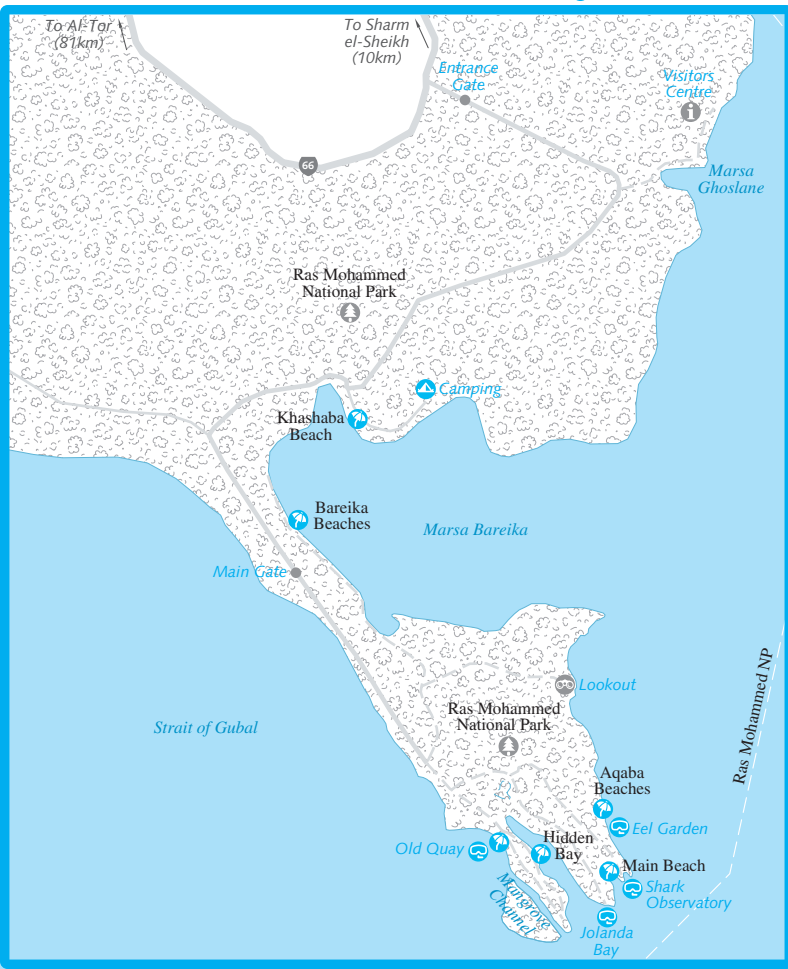 To Al-Tor
(81km)
To Sharm
el-Sheikh
(10km)
Entrance
Gate
Visitors
Centre
66
Marsa
Ghoslane
Ras Mohammed
National Park
Camping
Khashaba
Beach
Bareika
Beaches
Marsa Bareika
Main Gate
Lookout
Ras Mohammed NP
Strait of Gubal
Ras Mohammed
National Park
Aqaba
Beaches
Eel Garden
Old Quay
Hidden
Bay
Main Beach
Shark
Observatory
Mangrove
Channel
Jolanda
Bay